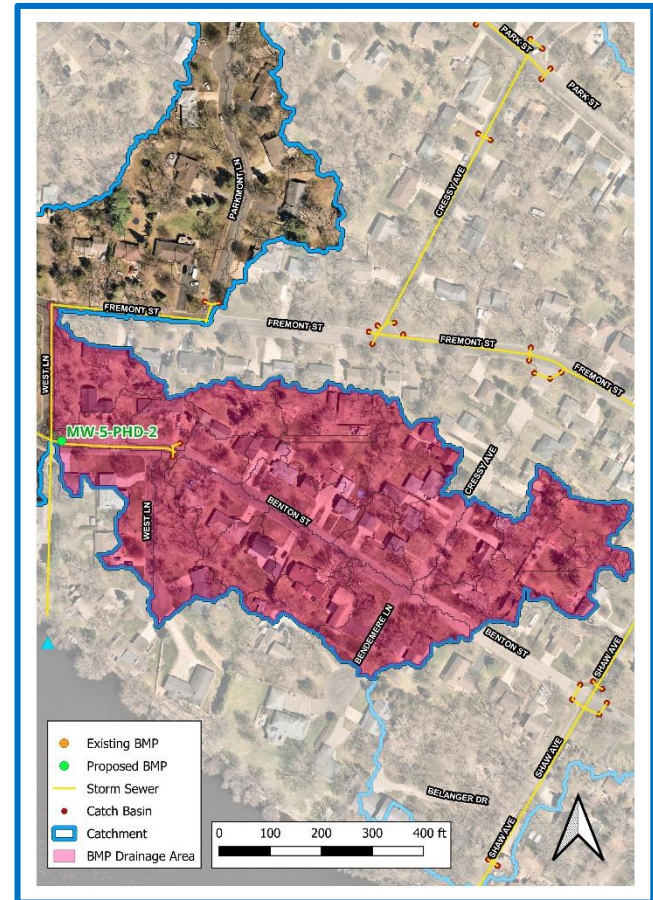 PARK ST
PARK ST
PARKMONT LN
CRESSY AVE
FREMONT ST
FREMONT ST
FREMONT ST
FREMONT ST
WEST LN
MW-5-PHD-2
CRESSY AVE
BENTON ST
WEST LN
BENDEMERE LN
BENTON ST
SHAW AVE
SHAW AVE
BELANGER DR
SHAW AVE
Existing BMP
Proposed BMP
Storm Sewer
Catch Basin
Catchment
BMP Drainage Area
0 100 200 300 400 ft